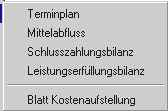 Terminplan
Mittelabfluss
Schlusszahlungsbilanz
Leistungserfüllungsbilanz
Blatt Kostenaufstellung